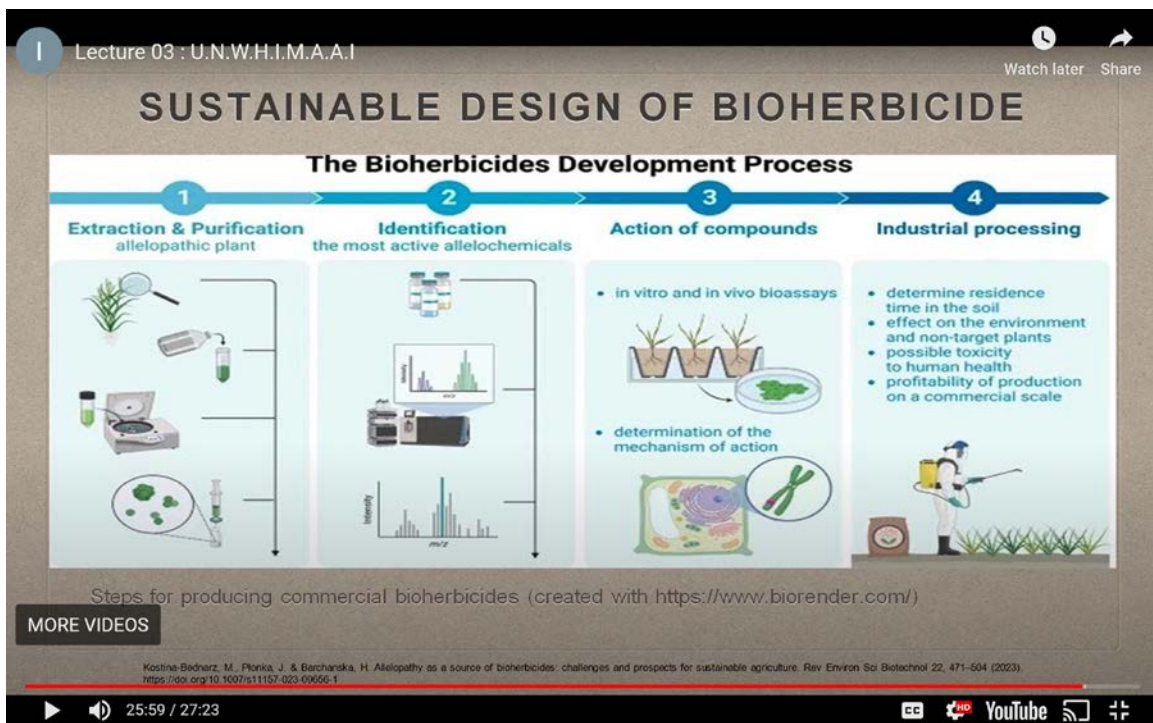 I
Lecture 03 : U.N.W.H.I.M.A.A.I
Watch later
Share
SUSTAINABLE DESIGN OF BIOHERBICIDE
The Bioherbicides Development Process
1
Extraction & Purification
allelopathic plant
2
Identification
the most active allelochemicals
Intensity
m/z
Intensity
m/z
3
Action of compounds
• in vitro and in vivo bioassays
• determination of the
mechanism of action
4
Industrial processing
• determine residence
time in the soil
• effect on the environment
and non-target plants
• possible toxicity
to human health
• profitability of production
on a commercial scale
Steps for producing commercial bioherbicides (created with https://www.biorender.com/)
MORE VIDEOS
Kostina-Bednarz, M., Płonka, J. & Barchanska, H. Allelopathy as a source of bioherbicides: challenges and prospects for sustainable agriculture. Rev Environ Sci Biotechnol 22, 471–504 (2023).
https://doi.org/10.1007/s11157-023-09656-1
25:59 / 27:23
CC
HD
YouTube